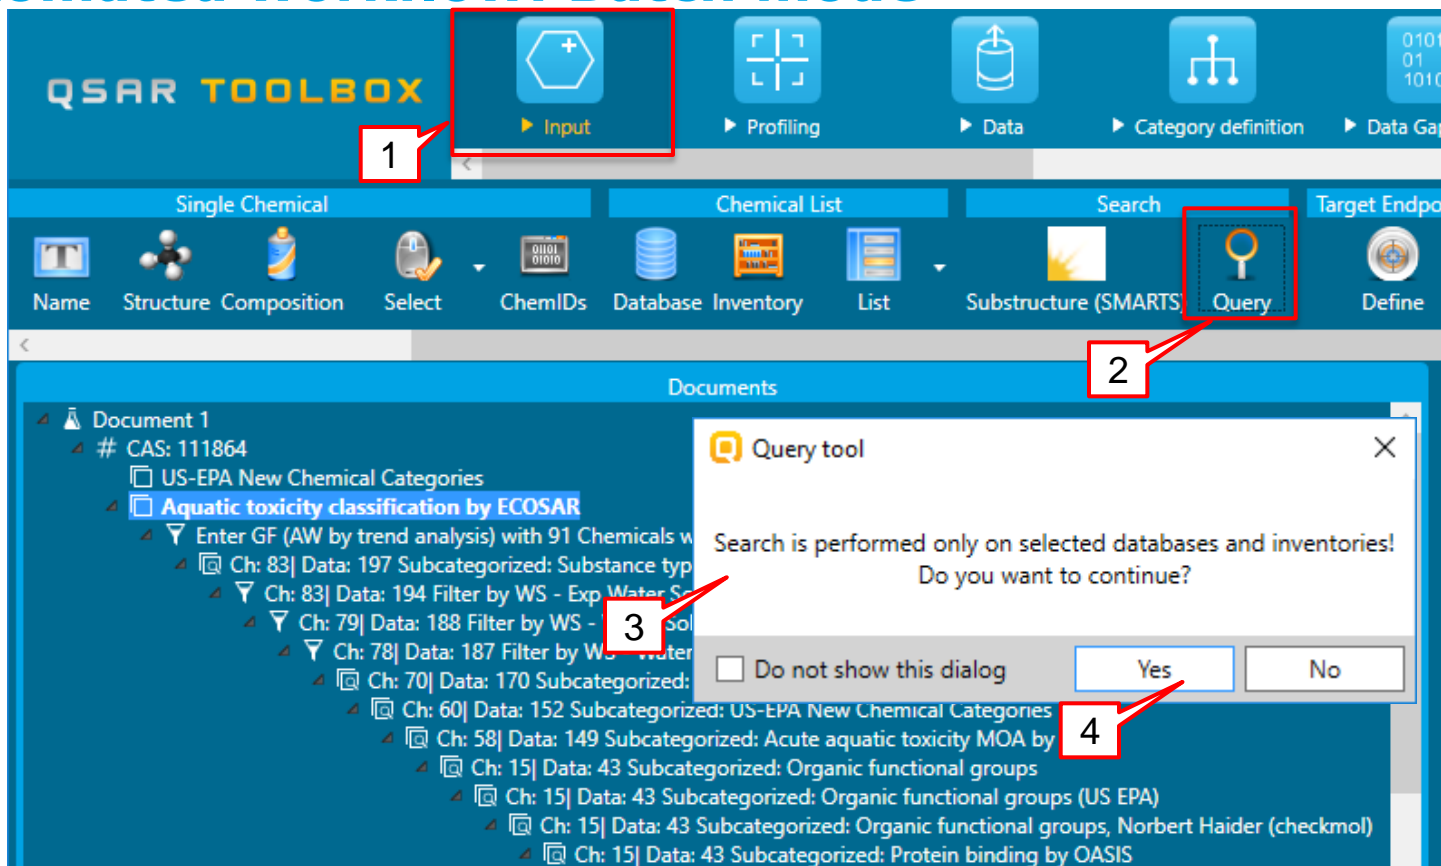 QSAR TOOLBOX
Input
Profiling
Data
Category definition
Data Gap
0101
01
1010
1
Single Chemical
Chemical List
Search
Target Endpo
Name
Structure
Composition
Select
ChemIDs
Database
Inventory
List
Substructure (SMARTS)
Query
Define
2
Documents
Document 1
# CAS: 111864
US-EPA New Chemical Categories
Aquatic toxicity classification by ECOSAR
Enter GF (AW by trend analysis) with 91 Chemicals w
Ch: 83| Data: 197 Subcategorized: Substance typ
Ch: 83| Data: 194 Filter by WS - Exp Water So
Ch: 79| Data: 188 Filter by WS -
Ch: 78| Data: 187 Filter by WS - Water
Ch: 70| Data: 170 Subcategorized:
Ch: 60| Data: 152 Subcategorized: US-EPA New Chemical Categories
Ch: 58| Data: 149 Subcategorized: Acute aquatic toxicity MOA by
Ch: 15| Data: 43 Subcategorized: Organic functional groups
Ch: 15| Data: 43 Subcategorized: Organic functional groups (US EPA)
Ch: 15| Data: 43 Subcategorized: Organic functional groups, Norbert Haider (checkmol)
Ch: 15| Data: 43 Subcategorized: Protein binding by OASIS
Query tool
Search is performed only on selected databases and inventories!
Do you want to continue?
3
Do not show this dialog
Yes
No
4